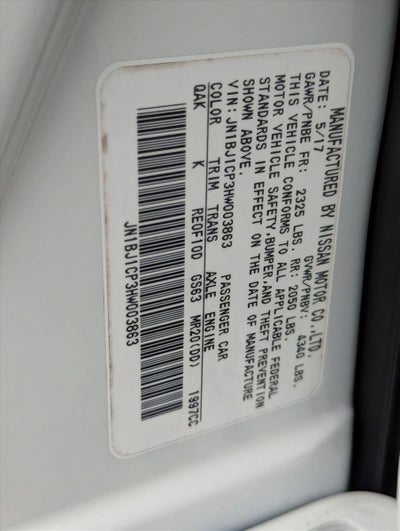 MANUFACTURED BY NISSAN MOTOR CO.,LTD.
DATE: 5/17 GVWR/PNBV: 4340 LBS.
GAWR/PNBE FR: 2325 LBS. RR: 2050 LBS.
THIS VEHICLE CONFORMS TO ALL APPLICABLE FEDERAL
MOTOR VEHICLE SAFETY,BUMPER,AND THEFT PREVENTION
STANDARDS IN EFFECT ON THE DATE OF MANUFACTURE
SHOWN ABOVE.
VIN: JN1BJ1CP3HW003863 PASSENGER CAR
COLOR TRIM TRANS AXLE ENGINE
QAK K RE0F10D GS63 MR20(DD) 1997CC
JN1BJ1CP3HW003863